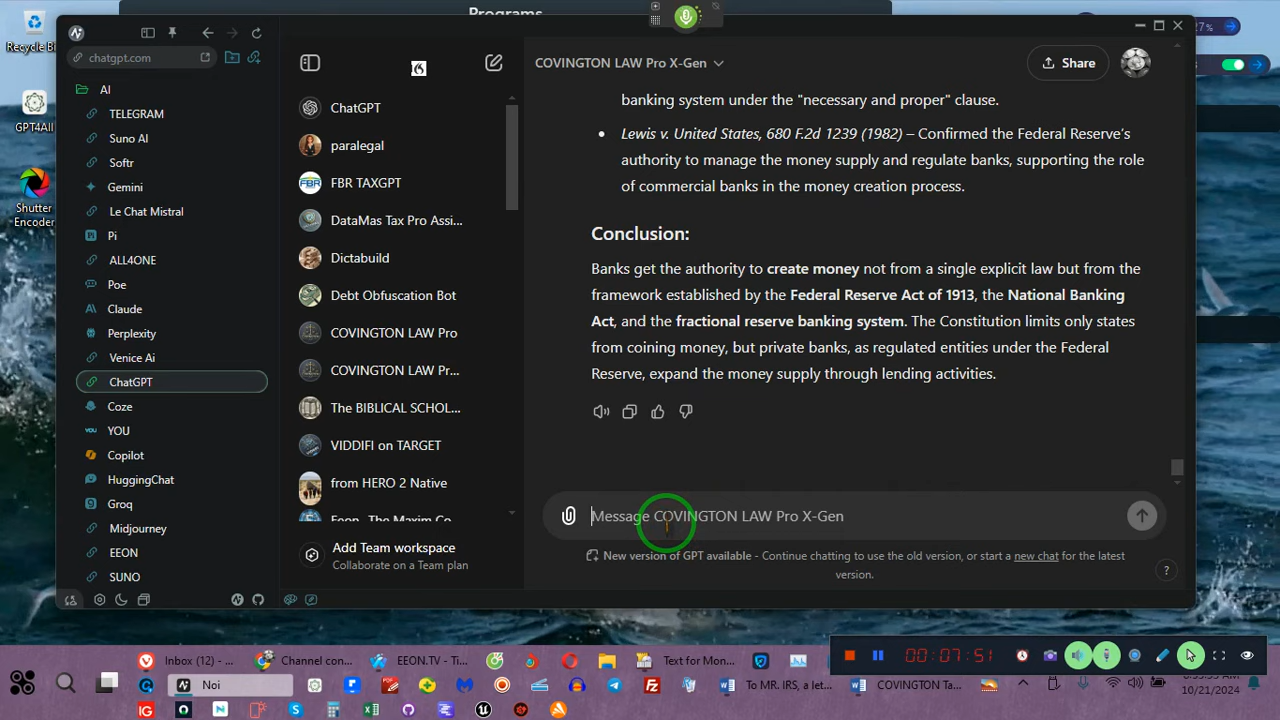 Programs
Recycle Bi
GPT4All
Shutter
Encoder
27%
chatgpt.com
AI
TELEGRAM
Suno AI
Softr
Gemini
Le Chat Mistral
Pi
ALL4ONE
Poe
Claude
Perplexity
Venice Ai
ChatGPT
Coze
YOU
Copilot
HuggingChat
Groq
Midjourney
EEON
SUNO
ChatGPT
paralegal
FBR TAXGPT
DataMas Tax Pro Assi...
Dictabuild
Debt Obfuscation Bot
COVINGTON LAW Pro
COVINGTON LAW Pr...
The BIBLICAL SCHOL...
VIDDIFI on TARGET
from HERO 2 Native
Feon The Maxim Co
Add Team workspace
Collaborate on a Team plan
COVINGTON LAW Pro X-Gen
Share
banking system under the "necessary and proper" clause.
• Lewis v. United States, 680 F.2d 1239 (1982) – Confirmed the Federal Reserve's
authority to manage the money supply and regulate banks, supporting the role
of commercial banks in the money creation process.
Conclusion:
Banks get the authority to create money not from a single explicit law but from the
framework established by the Federal Reserve Act of 1913, the National Banking
Act, and the fractional reserve banking system. The Constitution limits only states
from coining money, but private banks, as regulated entities under the Federal
Reserve, expand the money supply through lending activities.
Message COVINGTON LAW Pro X-Gen
New version of GPT available - Continue chatting to use the old version, or start a new chat for the latest
version.
?
00:07:51
Inbox (12) - ...
Channel con...
EEON.TV - Ti...
Text for Mon...
Noi
To MR. IRS, a let...
COVINGTON Ta...
10/21/2024